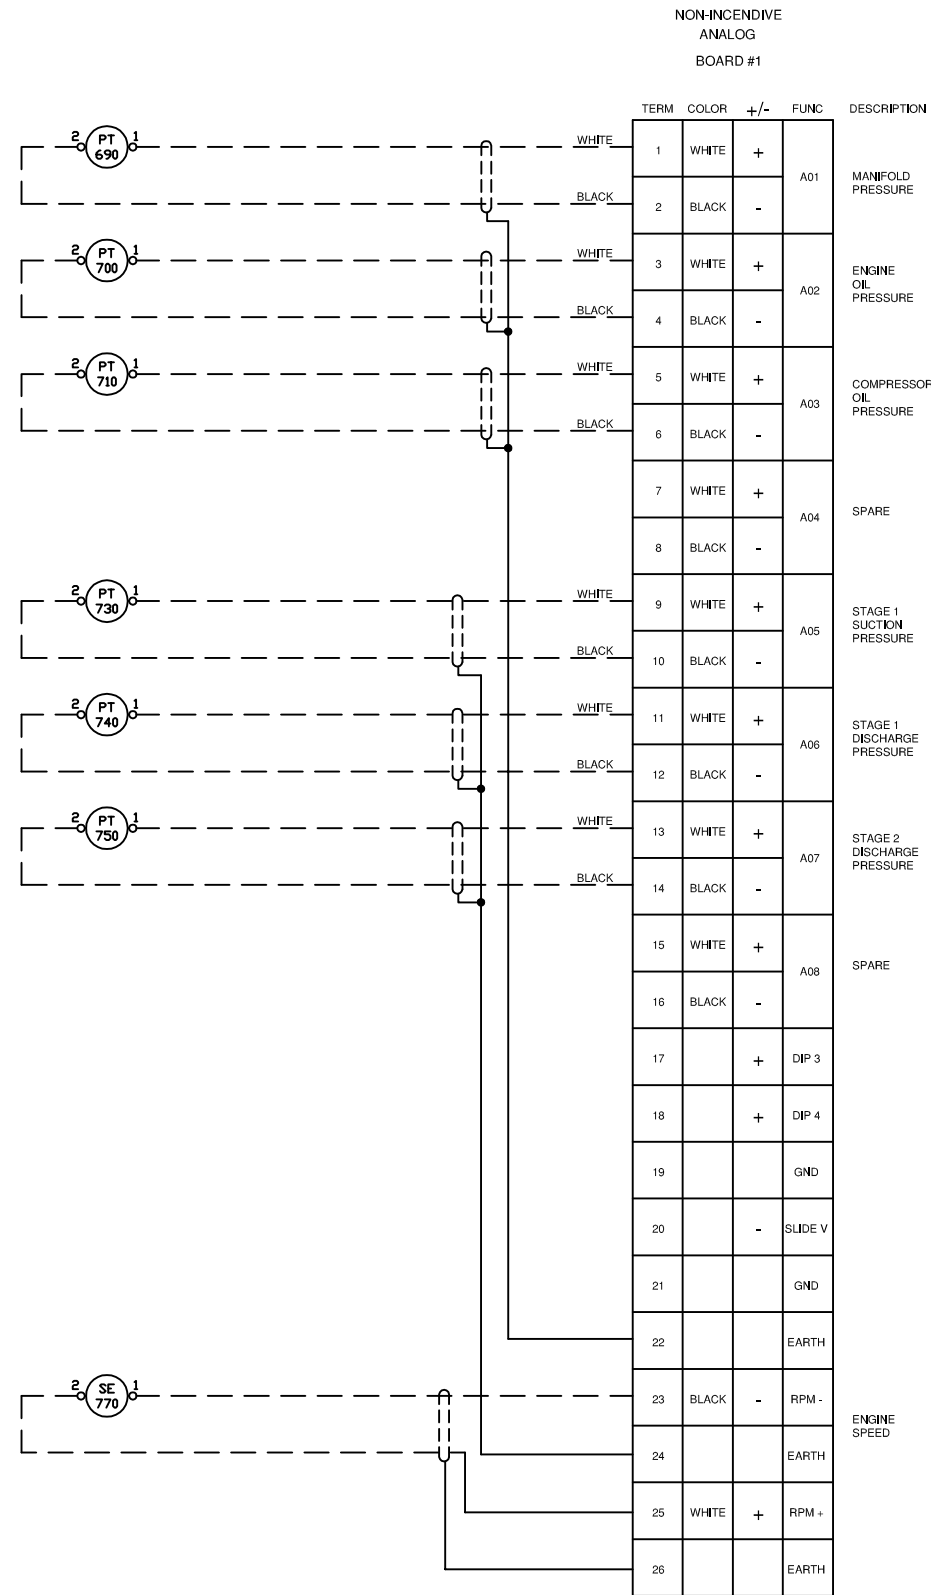 NON-INCENDIVE
ANALOG
BOARD #1
TERM COLOR +/- FUNC DESCRIPTION
2 PT 690 1 WHITE 1 WHITE +
A01 MANIFOLD PRESSURE
BLACK 2 BLACK -
2 PT 700 1 WHITE 3 WHITE +
A02 ENGINE OIL PRESSURE
BLACK 4 BLACK -
2 PT 710 1 WHITE 5 WHITE +
A03 COMPRESSOR OIL PRESSURE
BLACK 6 BLACK -
7 WHITE +
A04 SPARE
8 BLACK -
2 PT 730 1 WHITE 9 WHITE +
A05 STAGE 1 SUCTION PRESSURE
BLACK 10 BLACK -
2 PT 740 1 WHITE 11 WHITE +
A06 STAGE 1 DISCHARGE PRESSURE
BLACK 12 BLACK -
2 PT 750 1 WHITE 13 WHITE +
A07 STAGE 2 DISCHARGE PRESSURE
BLACK 14 BLACK -
15 WHITE +
A08 SPARE
16 BLACK -
17 + DIP 3
18 + DIP 4
19 GND
20 - SLIDE V
21 GND
22 EARTH
2 SE 770 1 23 BLACK - RPM -
ENGINE SPEED
24 EARTH
25 WHITE + RPM +
26 EARTH